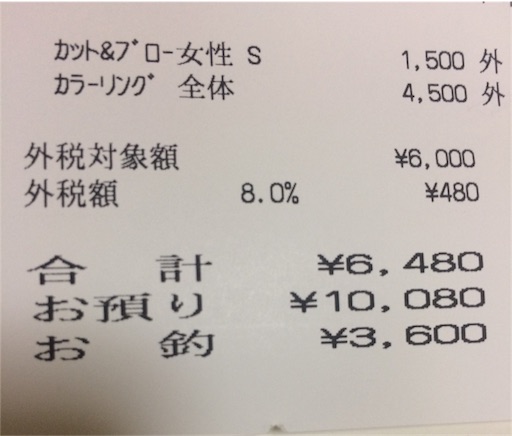 ｶｯﾄ&ﾌﾞﾛｰ女性 S 1,500 外
ｶﾗｰﾘﾝｸﾞ 全体 4,500 外
外税対象額 ¥6,000
外税額 8.0% ¥480
合 計 ¥6,480
お預り ¥10,080
お 釣 ¥3,600